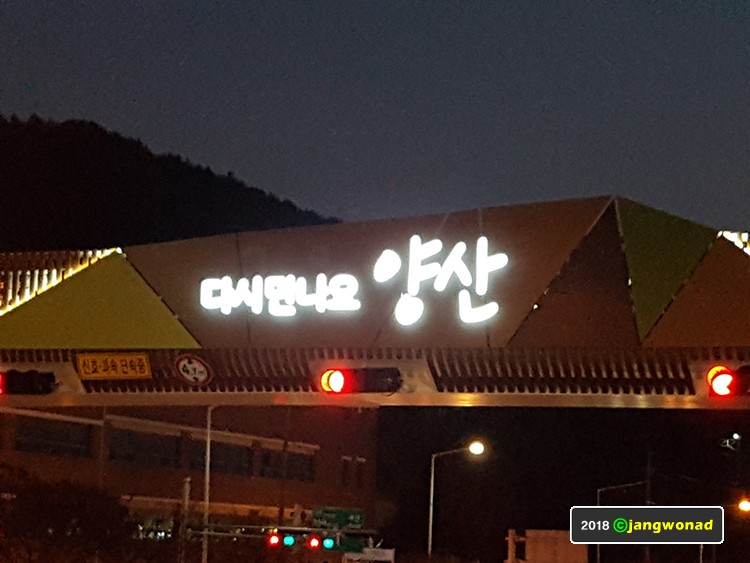 다시만나요 양산
신호·과속 단속중
2018 ©jangwonad